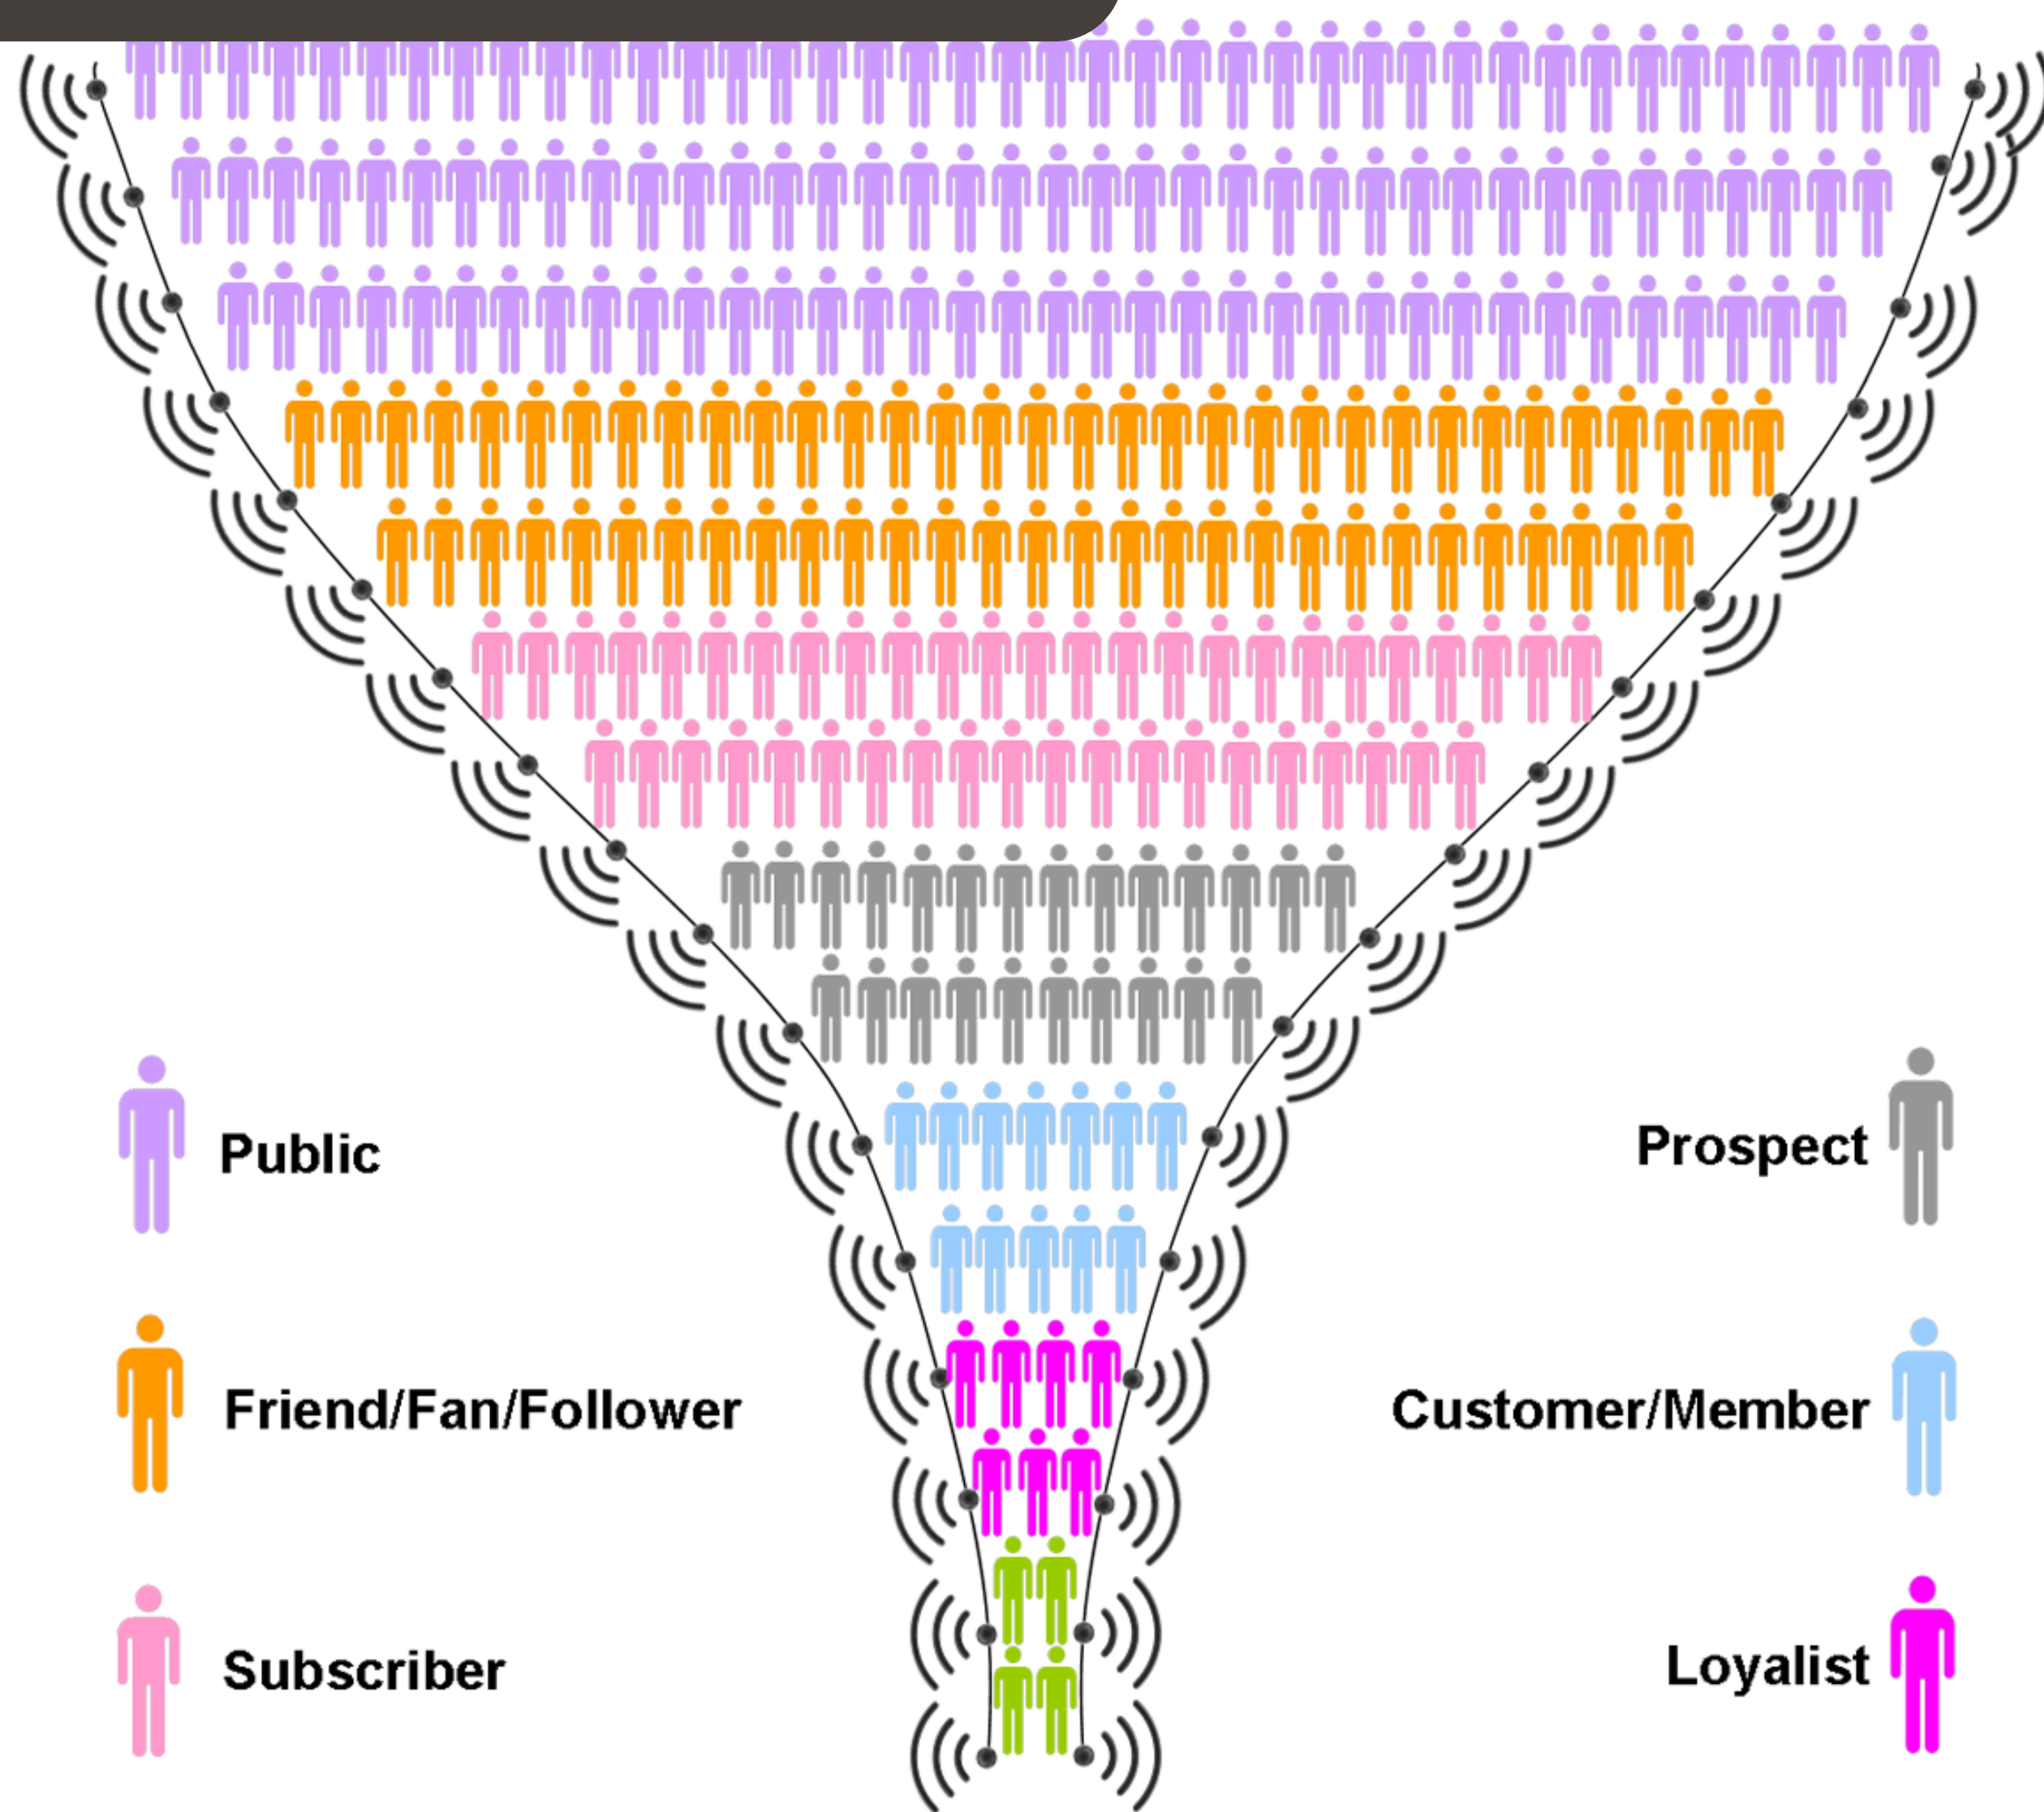 Public
Prospect
Friend/Fan/Follower
Customer/Member
Subscriber
Loyalist